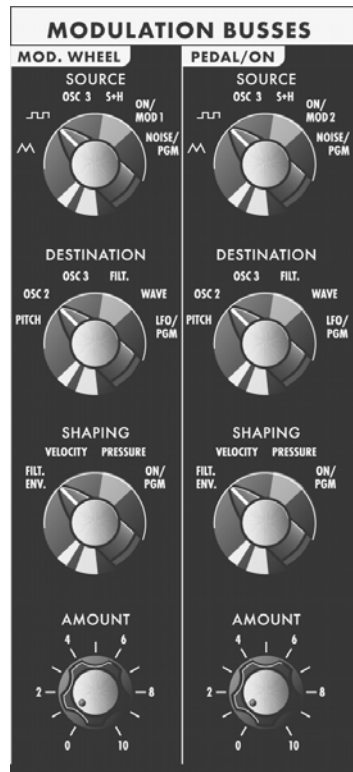 MODULATION BUSSES
MOD. WHEEL
SOURCE
OSC 3 S+H
ON/
MOD 1
NOISE/
PGM
DESTINATION
OSC 3 FILT.
OSC 2 WAVE
PITCH LFO/
PGM
SHAPING
VELOCITY PRESSURE
FILT.
ENV.
ON/
PGM
AMOUNT
4 6
2 8
0 10
PEDAL/ON
SOURCE
OSC 3 S+H
ON/
MOD 2
NOISE/
PGM
DESTINATION
OSC 3 FILT.
OSC 2 WAVE
PITCH LFO/
PGM
SHAPING
VELOCITY PRESSURE
FILT.
ENV.
ON/
PGM
AMOUNT
4 6
2 8
0 10